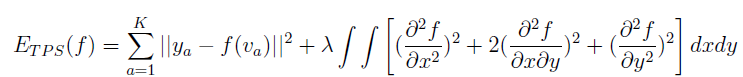 E_{TPS}(f) = \sum_{a=1}^{K} ||y_a - f(v_a)||^2 + \lambda \int \int \left[ (\frac{\partial^2 f}{\partial x^2})^2 + 2(\frac{\partial^2 f}{\partial x \partial y})^2 + (\frac{\partial^2 f}{\partial y^2})^2 \right] dxdy